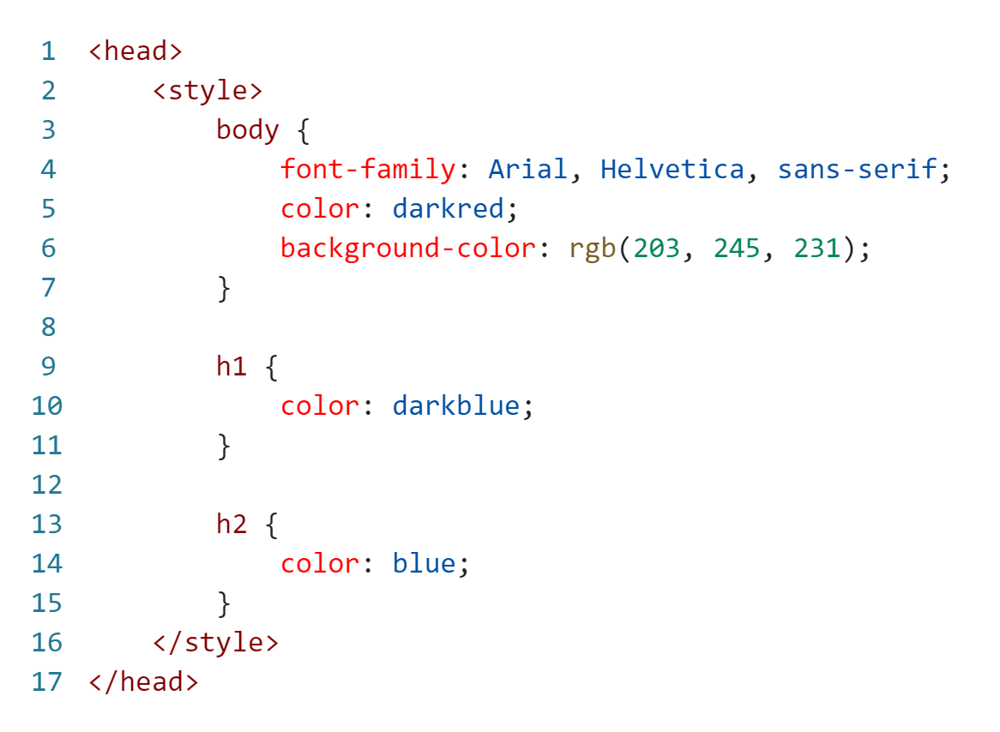 1 <head>
2     <style>
3         body {
4             font-family: Arial, Helvetica, sans-serif;
5             color: darkred;
6             background-color: rgb(203, 245, 231);
7         }
8
9         h1 {
10             color: darkblue;
11         }
12
13         h2 {
14             color: blue;
15         }
16     </style>
17 </head>